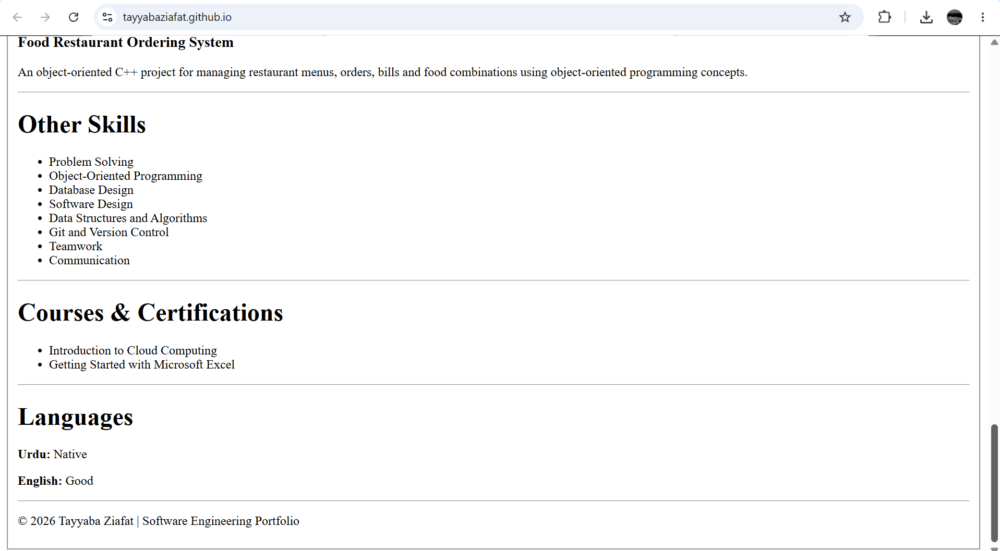 tayyabaziafat.github.io
Food Restaurant Ordering System
An object-oriented C++ project for managing restaurant menus, orders, bills and food combinations using object-oriented programming concepts.
Other Skills
Problem Solving
Object-Oriented Programming
Database Design
Software Design
Data Structures and Algorithms
Git and Version Control
Teamwork
Communication
Courses & Certifications
Introduction to Cloud Computing
Getting Started with Microsoft Excel
Languages
Urdu: Native
English: Good
© 2026 Tayyaba Ziafat | Software Engineering Portfolio